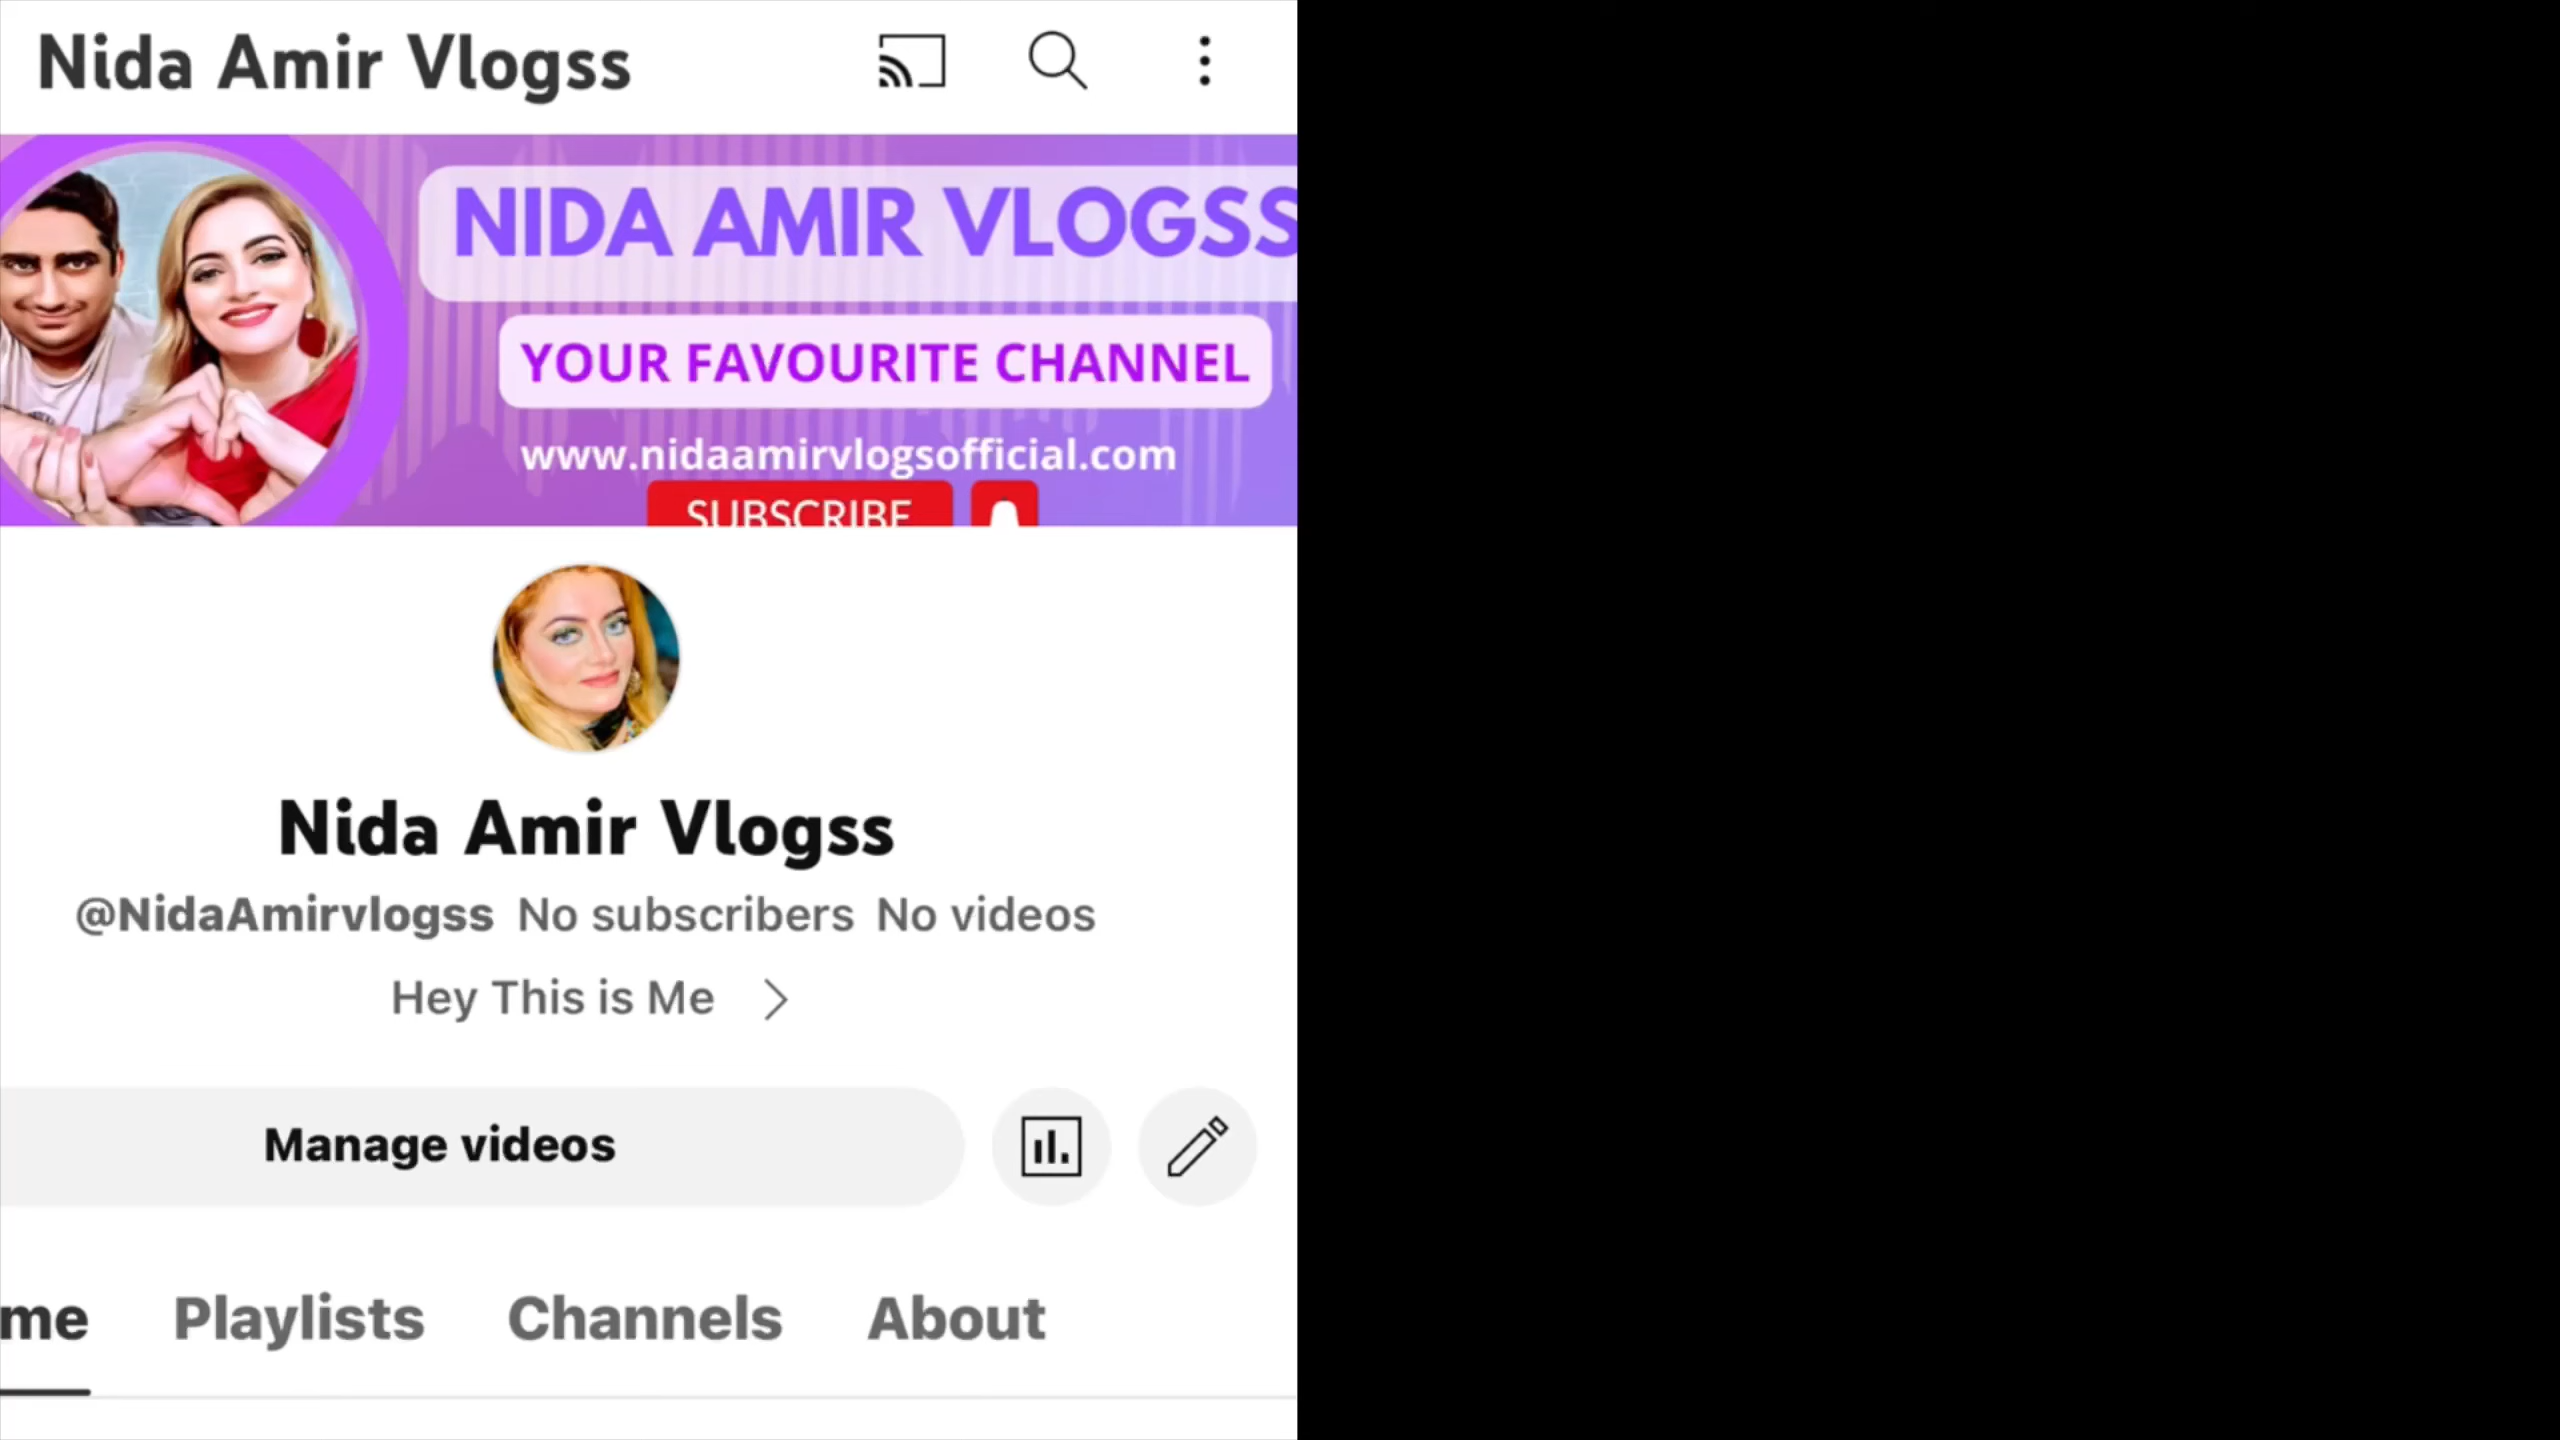 Nida Amir Vlogss
NIDA AMIR VLOGSS
YOUR FAVOURITE CHANNEL
www.nidaamirvlogsofficial.com
SUBSCRIBE
Nida Amir Vlogss
@NidaAmirvlogss No subscribers No videos
Hey This is Me
Manage videos
me Playlists Channels About